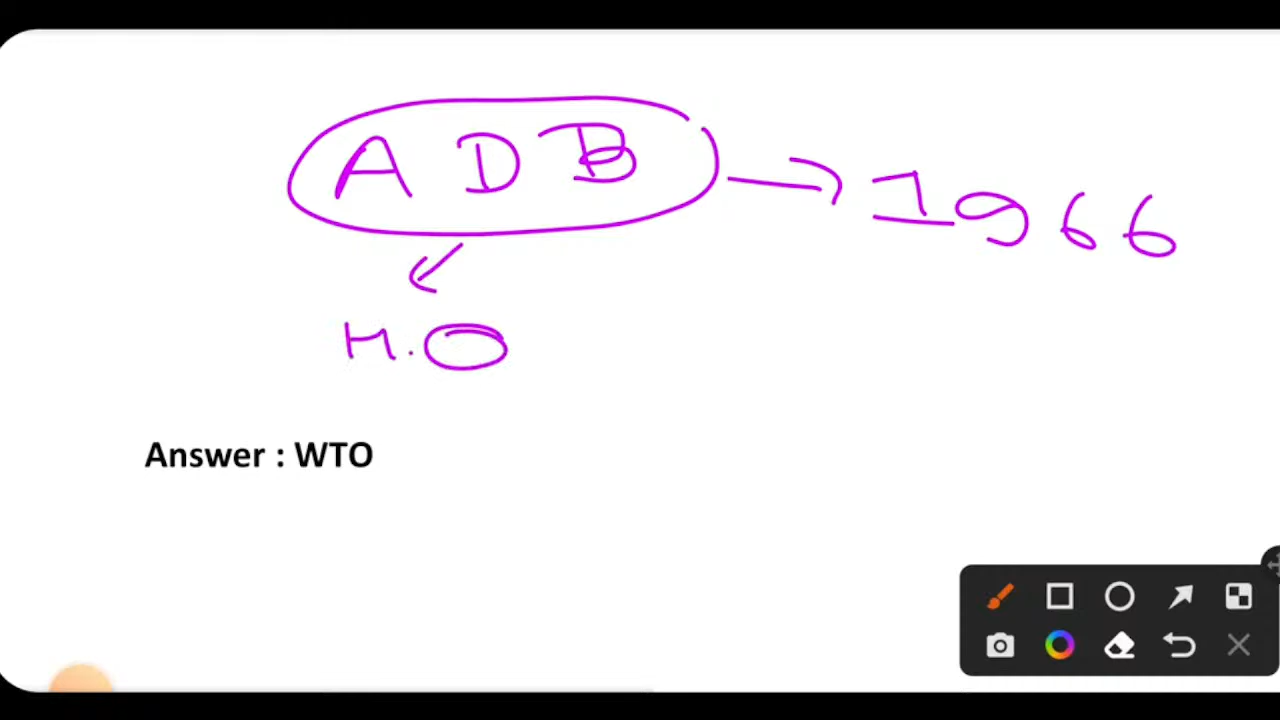 ADB → 1966
H.O
Answer : WTO